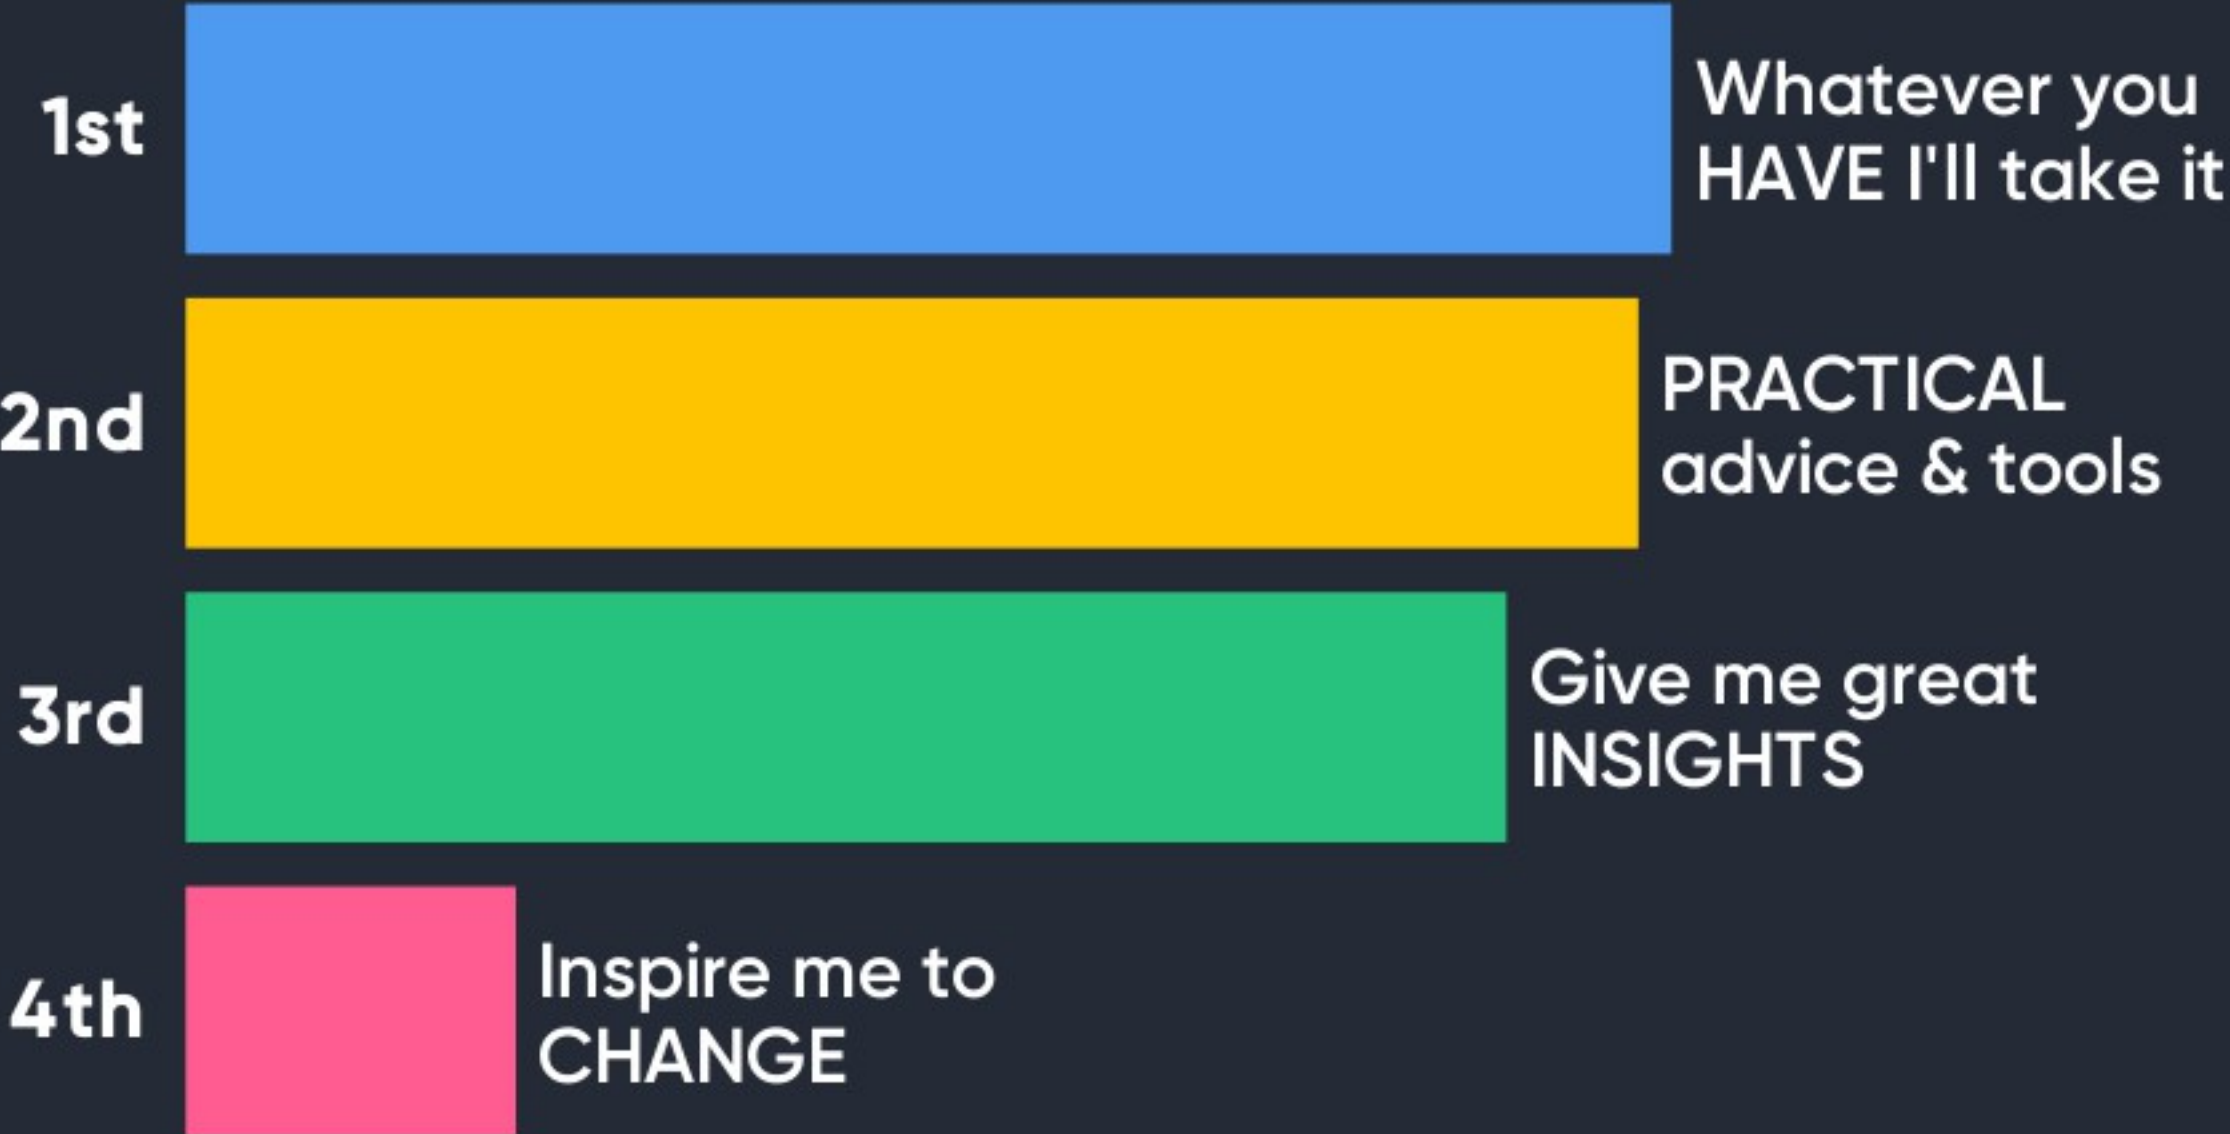 1st
Whatever you
HAVE I'll take it
2nd
PRACTICAL
advice & tools
3rd
Give me great
INSIGHTS
4th
Inspire me to
CHANGE